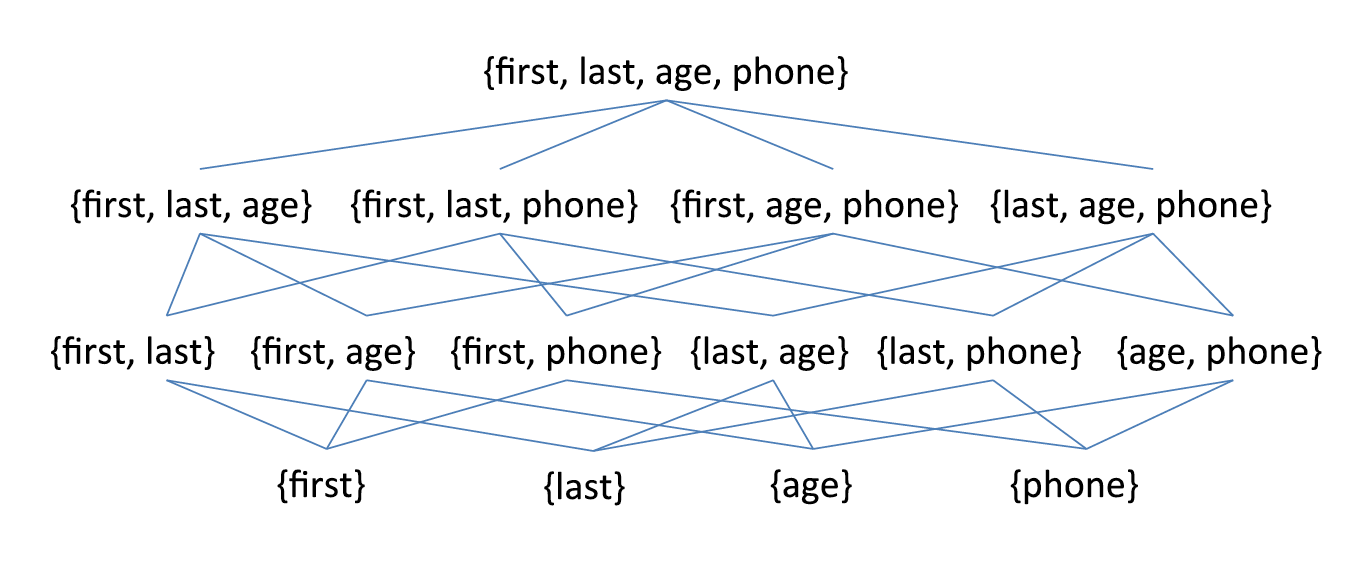 {first, last, age, phone}
{first, last, age} {first, last, phone} {first, age, phone} {last, age, phone}
{first, last} {first, age} {first, phone} {last, age} {last, phone} {age, phone}
{first} {last} {age} {phone}